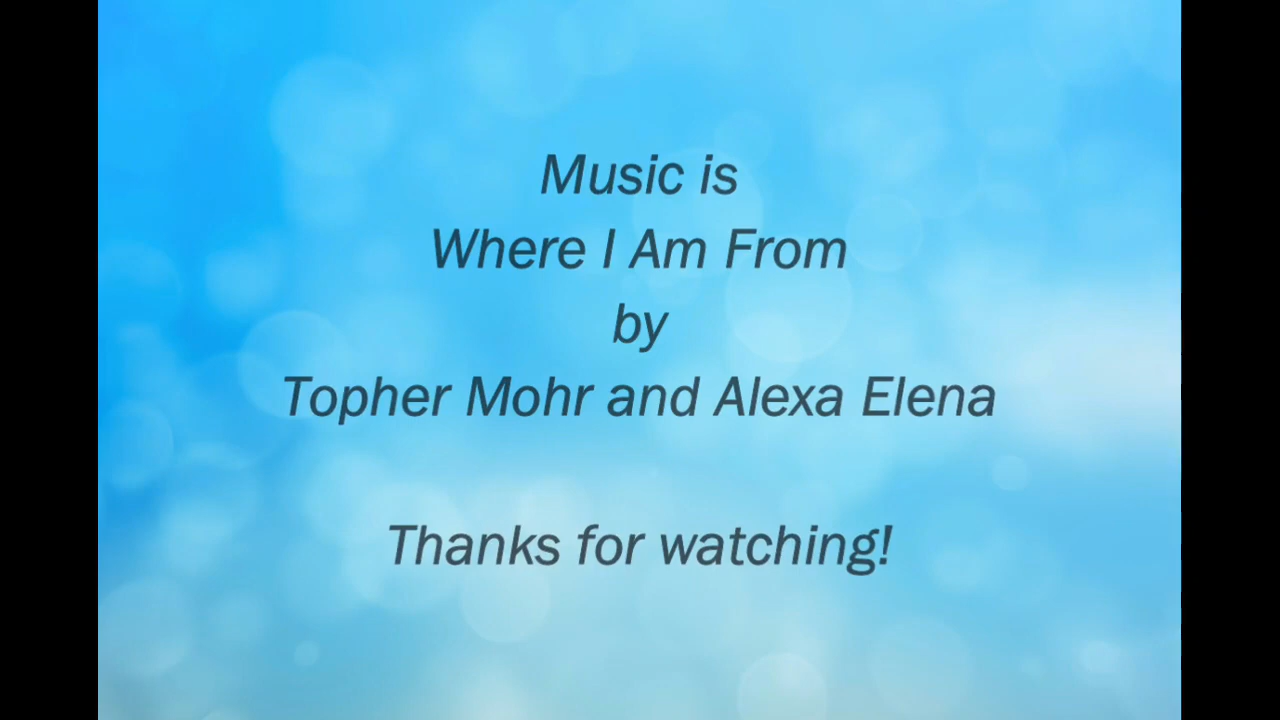 Music is
Where I Am From
by
Topher Mohr and Alexa Elena
Thanks for watching!